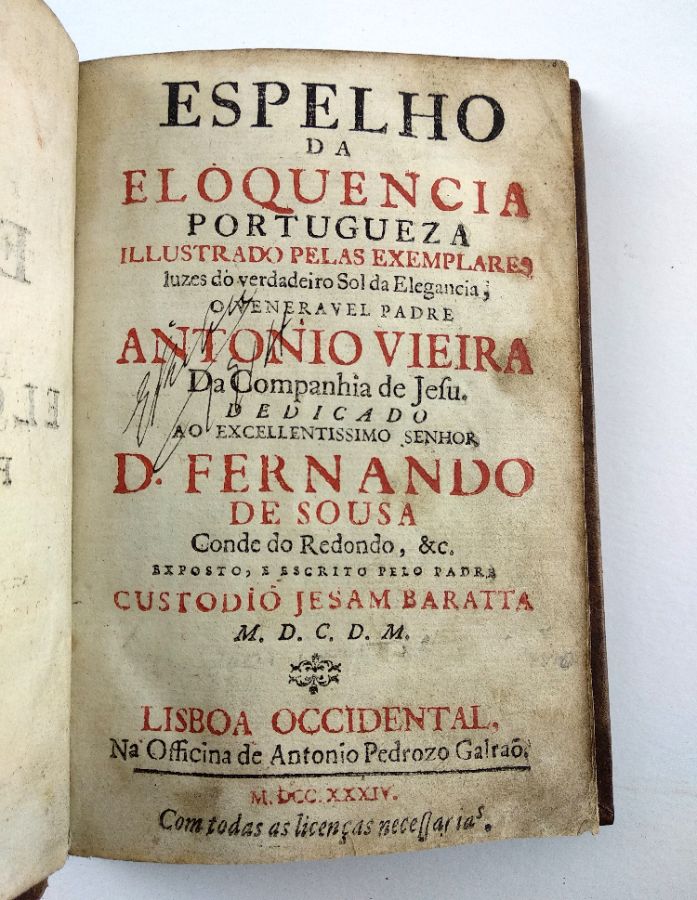 ESPELHO
DA
ELOQUENCIA
PORTUGUEZA
ILLUSTRADO PELAS EXEMPLARES
luzes do verdadeiro Sol da Elegancia,
O VENERAVEL PADRE
ANTONIO VIEIRA
Da Companhia de Jeſu.
DEDICADO
AO EXCELLENTISSIMO SENHOR
D. FERNANDO
DE SOUSA
Conde do Redondo, &c.
EXPOSTO, E ESCRITO PELO PADRE
CUSTODIO JESAM BARATTA
M. D. C. D. M.
LISBOA OCCIDENTAL,
Na Officina de Antonio Pedrozo Galraõ.
M. DCC. XXXIV.
Com todas as licenças neceſſarias.